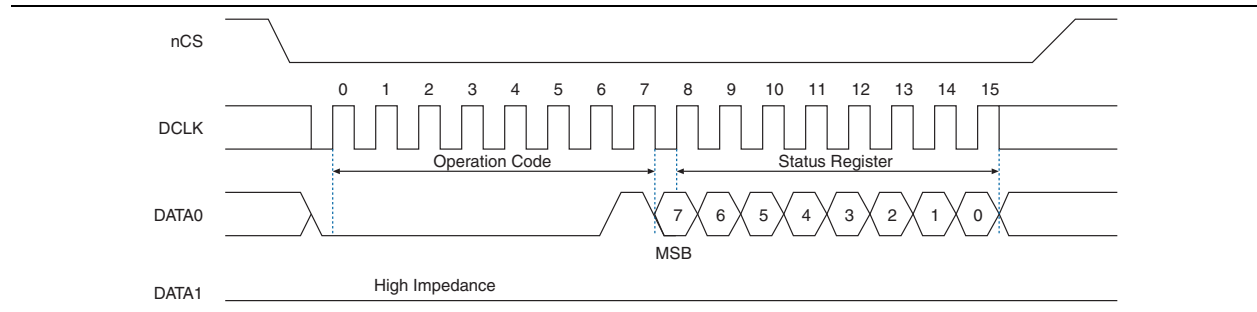 nCS
0 1 2 3 4 5 6 7 8 9 10 11 12 13 14 15
DCLK
Operation Code Status Register
DATA0 7 6 5 4 3 2 1 0
MSB
High Impedance
DATA1